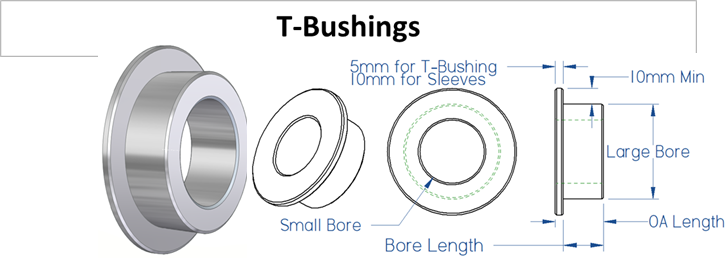 T-Bushings
5mm for T-Bushing
10mm for Sleeves
10mm Min
Large Bore
Small Bore
OA Length
Bore Length